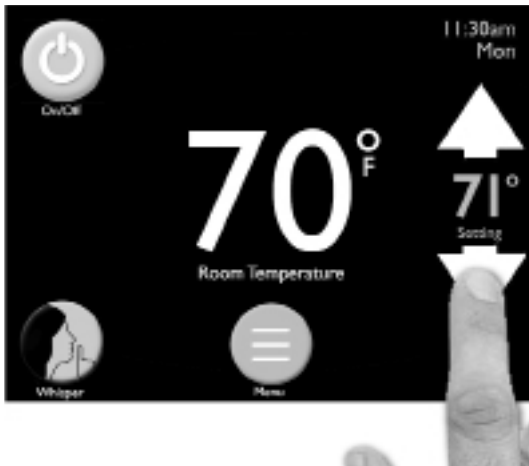 11:30am
Mon
On/Off
70°F
71°
Setting
Room Temperature
Whisper
Menu